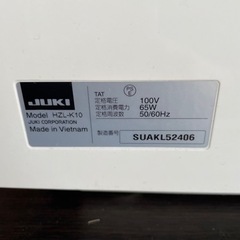 JUKI
Model HZL-K10
JUKI CORPORATION
Made in Vietnam
TAT
定格電圧 100V
定格消費電力 65W
定格周波数 50/60Hz
製造番号 SUAKL52406